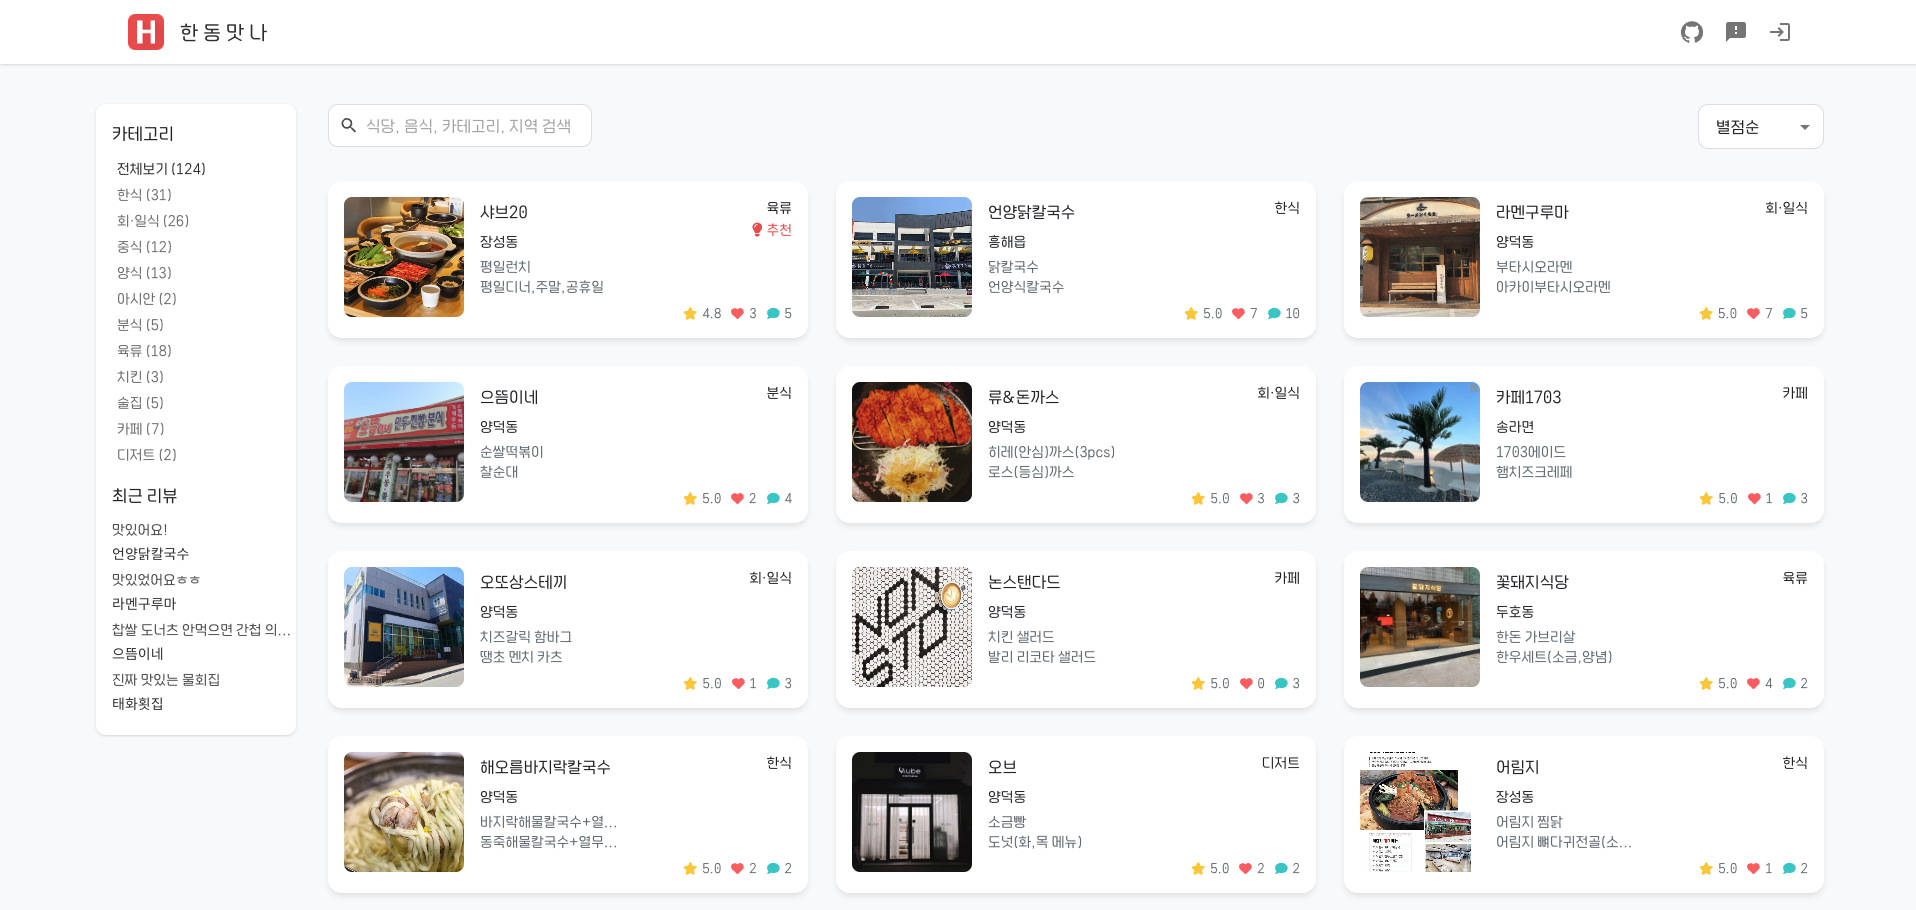 H 한동맛나
카테고리
전체보기 (124)
한식 (31)
회·일식 (26)
중식 (12)
양식 (13)
아시안 (2)
분식 (5)
육류 (18)
치킨 (3)
술집 (5)
카페 (7)
디저트 (2)
최근 리뷰
맛있어요!
언양닭칼국수
맛있었어요ㅎㅎ
라멘구루마
찹쌀 도너츠 안먹으면 간첩 의...
으뜸이네
진짜 맛있는 물회집
태화횟집
식당, 음식, 카테고리, 지역 검색
별점순
샤브20
육류
추천
장성동
평일런치
평일디너,주말,공휴일
4.8 3 5
언양닭칼국수
한식
흥해읍
닭칼국수
언양식칼국수
5.0 7 10
라멘구루마
회·일식
양덕동
부타시오라멘
아카이부타시오라멘
5.0 7 5
으뜸이네
분식
양덕동
순쌀떡볶이
찰순대
5.0 2 4
류&돈까스
회·일식
양덕동
히레(안심)까스(3pcs)
로스(등심)까스
5.0 3 3
카페1703
카페
송라면
1703에이드
햄치즈크레페
5.0 1 3
오또상스테끼
회·일식
양덕동
치즈갈릭 함바그
땡초 멘치 카츠
5.0 1 3
논스탠다드
카페
양덕동
치킨 샐러드
발리 리코타 샐러드
5.0 0 3
꽃돼지식당
육류
두호동
한돈 가브리살
한우세트(소금,양념)
5.0 4 2
해오름바지락칼국수
한식
양덕동
바지락해물칼국수+열...
동죽해물칼국수+열무...
5.0 2 2
오브
디저트
양덕동
소금빵
도넛(화,목 메뉴)
5.0 2 2
어림지
한식
장성동
어림지 찜닭
어림지 뼈다귀전골(소...
5.0 1 2